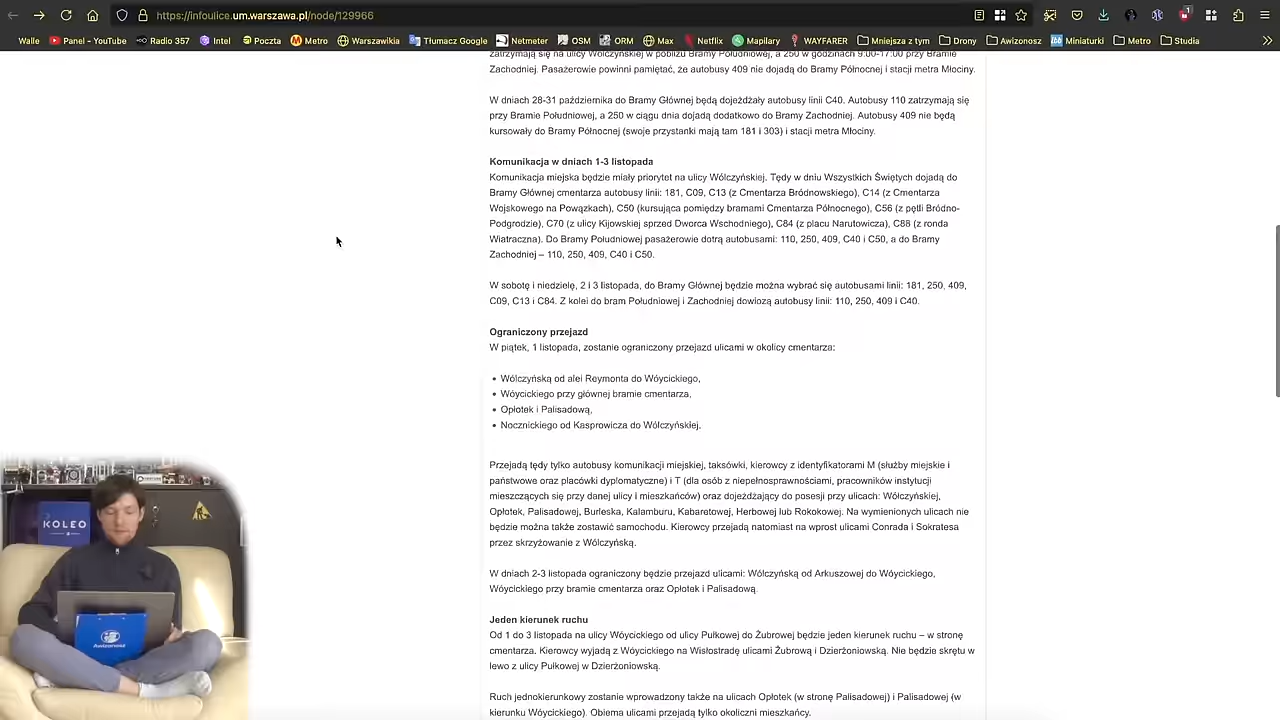 https://infoulice.um.warszawa.pl/node/129966
1
Walle Panel - YouTube Radio 357 Intel Poczta Metro Warszawikia Tłumacz Google Netmeter OSM ORM Max Netflix Mapilary WAYFARER Mniejsza z tym Drony Awizonosz Miniaturki Metro Studia
zatrzymają się na ulicy Wólczyńskiej w pobliżu Bramy Południowej, a 250 w godzinach 9:00-17:00 przy Bramie
Zachodniej. Pasażerowie powinni pamiętać, że autobusy 409 nie dojadą do Bramy Północnej i stacji metra Młociny.
W dniach 28-31 października do Bramy Głównej będą dojeżdżały autobusy linii C40. Autobusy 110 zatrzymają się
przy Bramie Południowej, a 250 w ciągu dnia dojadą dodatkowo do Bramy Zachodniej. Autobusy 409 nie będą
kursowały do Bramy Północnej (swoje przystanki mają tam 181 i 303) i stacji metra Młociny.
Komunikacja w dniach 1-3 listopada
Komunikacja miejska będzie miały priorytet na ulicy Wólczyńskiej. Tędy w dniu Wszystkich Świętych dojadą do
Bramy Głównej cmentarza autobusy linii: 181, C09, C13 (z Cmentarza Bródnowskiego), C14 (z Cmentarza
Wojskowego na Powązkach), C50 (kursująca pomiędzy bramami Cmentarza Północnego), C56 (z pętli Bródno-
Podgrodzie), C70 (z ulicy Kijowskiej sprzed Dworca Wschodniego), C84 (z placu Narutowicza), C88 (z ronda
Wiatraczna). Do Bramy Południowej pasażerowie dotrą autobusami: 110, 250, 409, C40 i C50, a do Bramy
Zachodniej – 110, 250, 409, C40 i C50.
W sobotę i niedzielę, 2 i 3 listopada, do Bramy Głównej będzie można wybrać się autobusami linii: 181, 250, 409,
C09, C13 i C84. Z kolei do bram Południowej i Zachodniej dowiozą autobusy linii: 110, 250, 409 i C40.
Ograniczony przejazd
W piątek, 1 listopada, zostanie ograniczony przejazd ulicami w okolicy cmentarza:
• Wólczyńską od alei Reymonta do Wóycickiego,
• Wóycickiego przy głównej bramie cmentarza,
• Opłotek i Palisadową,
• Nocznickiego od Kasprowicza do Wólczyńskiej.
Przejadą tędy tylko autobusy komunikacji miejskiej, taksówki, kierowcy z identyfikatorami M (służby miejskie i
państwowe oraz placówki dyplomatyczne) i T (dla osób z niepełnosprawnościami, pracowników instytucji
mieszczących się przy danej ulicy i mieszkańców) oraz dojeżdżający do posesji przy ulicach: Wólczyńskiej,
Opłotek, Palisadowej, Burleska, Kalamburu, Kabaretowej, Herbowej lub Rokokowej. Na wymienionych ulicach nie
będzie można także zostawić samochodu. Kierowcy przejadą natomiast na wprost ulicami Conrada i Sokratesa
przez skrzyżowanie z Wólczyńską.
W dniach 2-3 listopada ograniczony będzie przejazd ulicami: Wólczyńską od Arkuszowej do Wóycickiego,
Wóycickiego przy bramie cmentarza oraz Opłotek i Palisadową.
Jeden kierunek ruchu
Od 1 do 3 listopada na ulicy Wóycickiego od ulicy Pułkowej do Żubrowej będzie jeden kierunek ruchu – w stronę
cmentarza. Kierowcy wyjadą z Wóycickiego na Wisłostradę ulicami Żubrową i Dzierżoniowską. Nie będzie skrętu w
lewo z ulicy Pułkowej w Dzierżoniowską.
Ruch jednokierunkowy zostanie wprowadzony także na ulicach Opłotek (w stronę Palisadowej) i Palisadowej (w
kierunku Wóycickiego). Obiema ulicami przejadą tylko okoliczni mieszkańcy.
KOLEO
Awizonosz